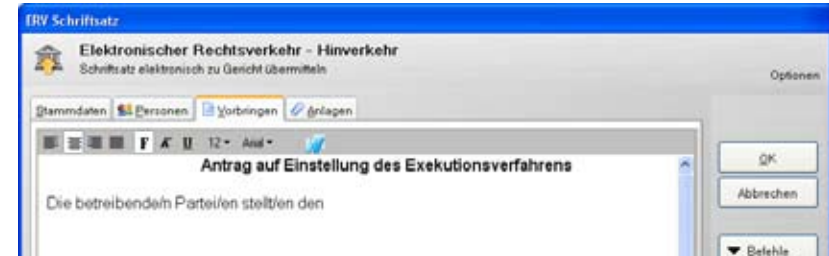 ERV Schriftsatz
Elektronischer Rechtsverkehr - Hinverkehr
Schriftsatz elektronisch zu Gericht übermitteln
Optionen
Stammdaten Personen Vorbringen Anlagen
F K U 12 Arial
Antrag auf Einstellung des Exekutionsverfahrens
Die betreibende/n Partei/en stellt/en den
OK
Abbrechen
Befehle